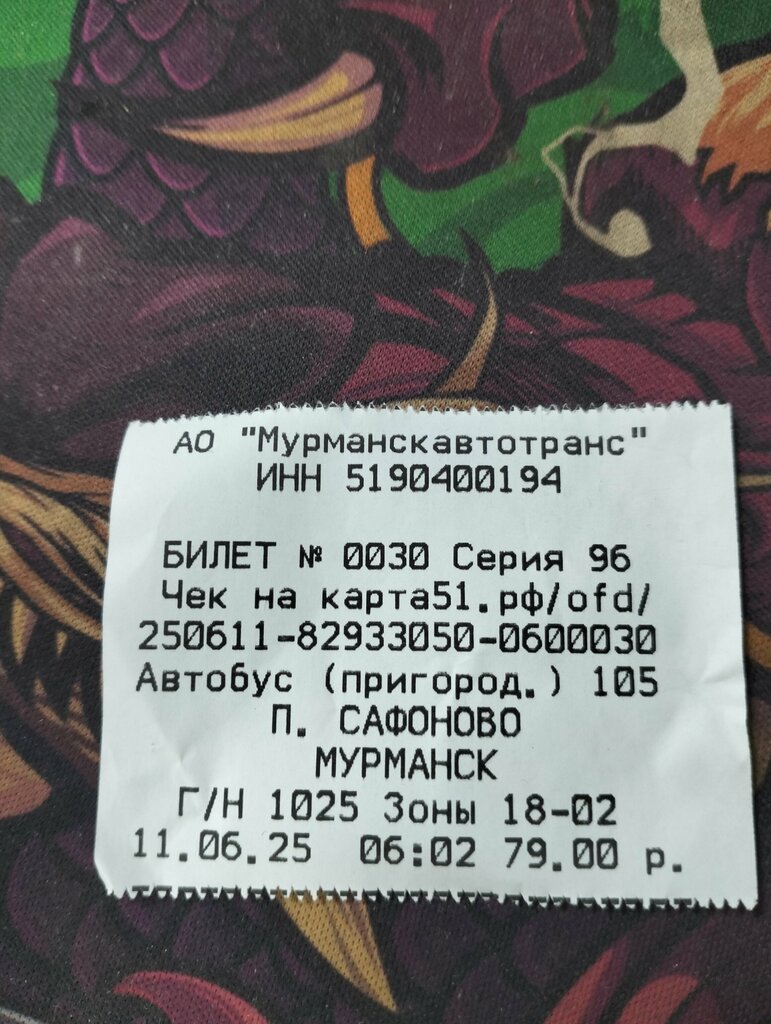 АО "Мурманскавтотранс"
ИНН 5190400194
БИЛЕТ № 0030 Серия 96
Чек на карта51.рф/ofd/
250611-82933050-0600030
Автобус (пригород.) 105
П. САФОНОВО
МУРМАНСК
Г/Н 1025 Зоны 18-02
11.06.25 06:02 79.00 р.